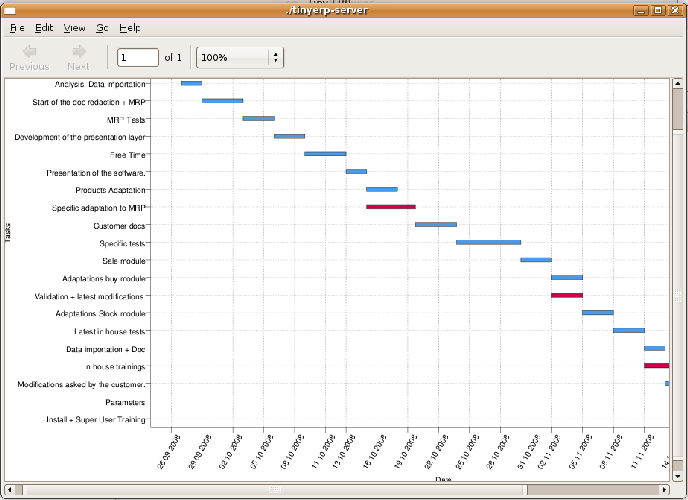 ./tinyerp-server
File Edit View Go Help
Previous Next 1 of 1 100%
Analysis. Data importation
Start of the doc redaction + MRP
MRP Tests
Development of the presentation layer
Free Time
Presentation of the software.
Products Adaptation
Specific adaptation to MRP
Customer docs
Specific tests
Sale module
Adaptations buy module
Validation + latest modifications.
Adaptations Stock module
Latest in house tests
Data importation + Doc
In house trainings
Modifications asked by the customer.
Parameters
Install + Super User Training
Tasks
02 10 2008
Date